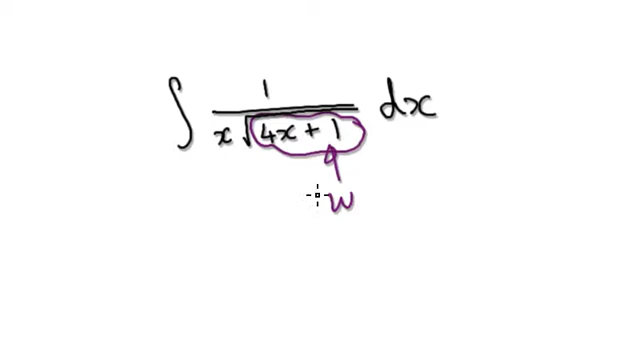 ∫ 1/(x√(4x + 1)) dx
w